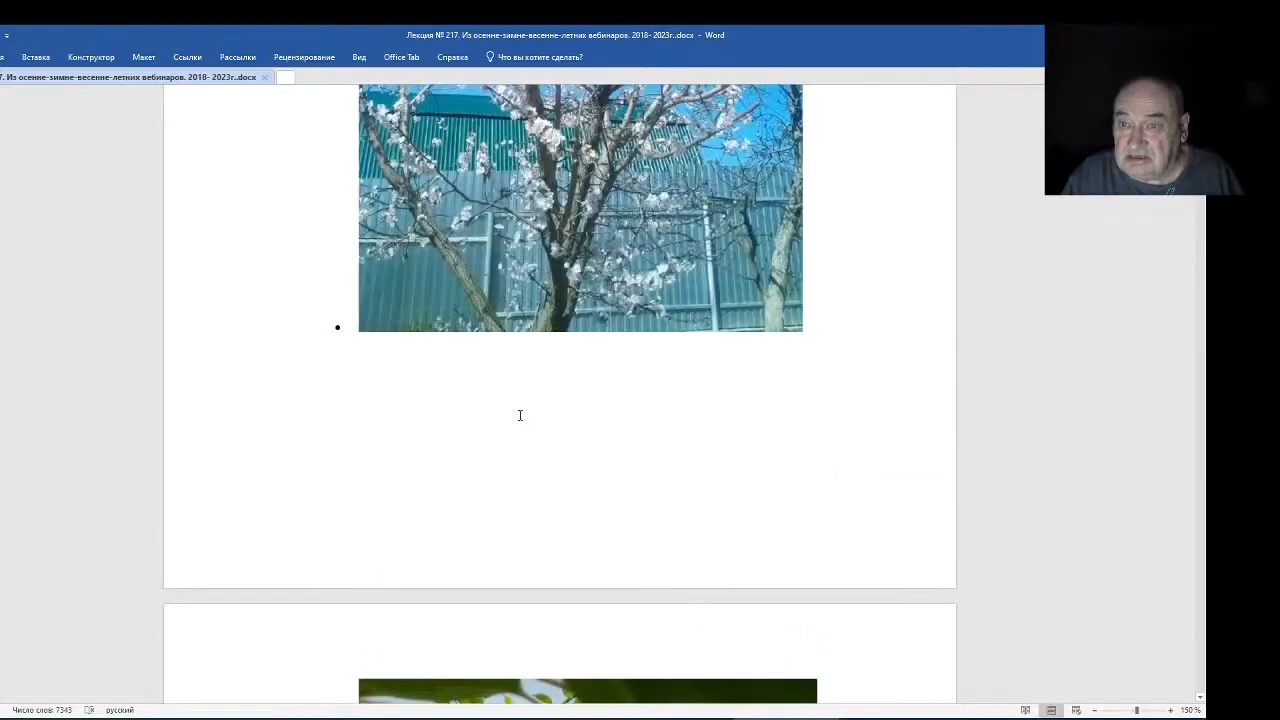 Лекция № 217. Из осенне-зимне-весенне-летних вебинаров. 2018- 2023г..docx - Word
я Вставка Конструктор Макет Ссылки Рассылки Рецензирование Вид Office Tab Справка Что вы хотите сделать?
7. Из осенне-зимне-весенне-летних вебинаров. 2018- 2023г..docx
Число слов: 7343 русский 150 %